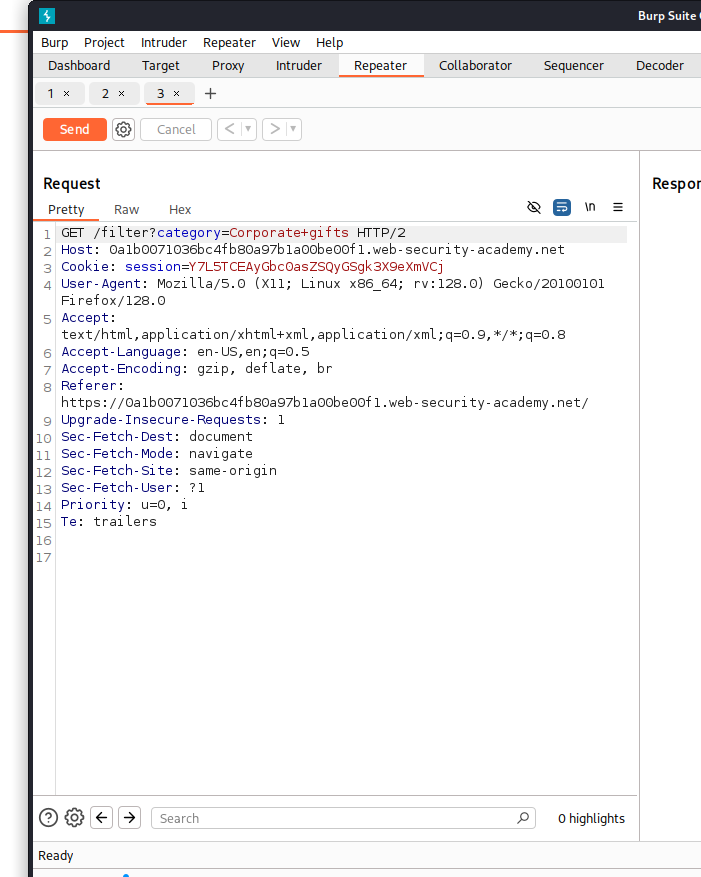 Burp Suite
Burp Project Intruder Repeater View Help
Dashboard Target Proxy Intruder Repeater Collaborator Sequencer Decoder
1 × 2 × 3 × +
Send Cancel < >
Request
Respon
Pretty Raw Hex
\n
1 GET /filter?category=Corporate+gifts HTTP/2
2 Host: 0a1b0071036bc4fb80a97b1a00be00f1.web-security-academy.net
3 Cookie: session=Y7L5TCEAyGbc0asZSQyGSgk3X9eXmVCj
4 User-Agent: Mozilla/5.0 (X11; Linux x86_64; rv:128.0) Gecko/20100101
Firefox/128.0
5 Accept:
text/html,application/xhtml+xml,application/xml;q=0.9,*/*;q=0.8
6 Accept-Language: en-US,en;q=0.5
7 Accept-Encoding: gzip, deflate, br
8 Referer:
https://0a1b0071036bc4fb80a97b1a00be00f1.web-security-academy.net/
9 Upgrade-Insecure-Requests: 1
10 Sec-Fetch-Dest: document
11 Sec-Fetch-Mode: navigate
12 Sec-Fetch-Site: same-origin
13 Sec-Fetch-User: ?1
14 Priority: u=0, i
15 Te: trailers
16
17
Search
0 highlights
Ready